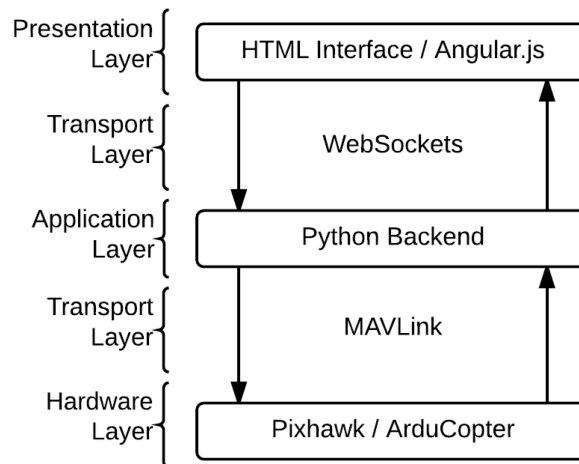 Presentation
Layer
HTML Interface / Angular.js
Transport
Layer
WebSockets
Application
Layer
Python Backend
Transport
Layer
MAVLink
Hardware
Layer
Pixhawk / ArduCopter